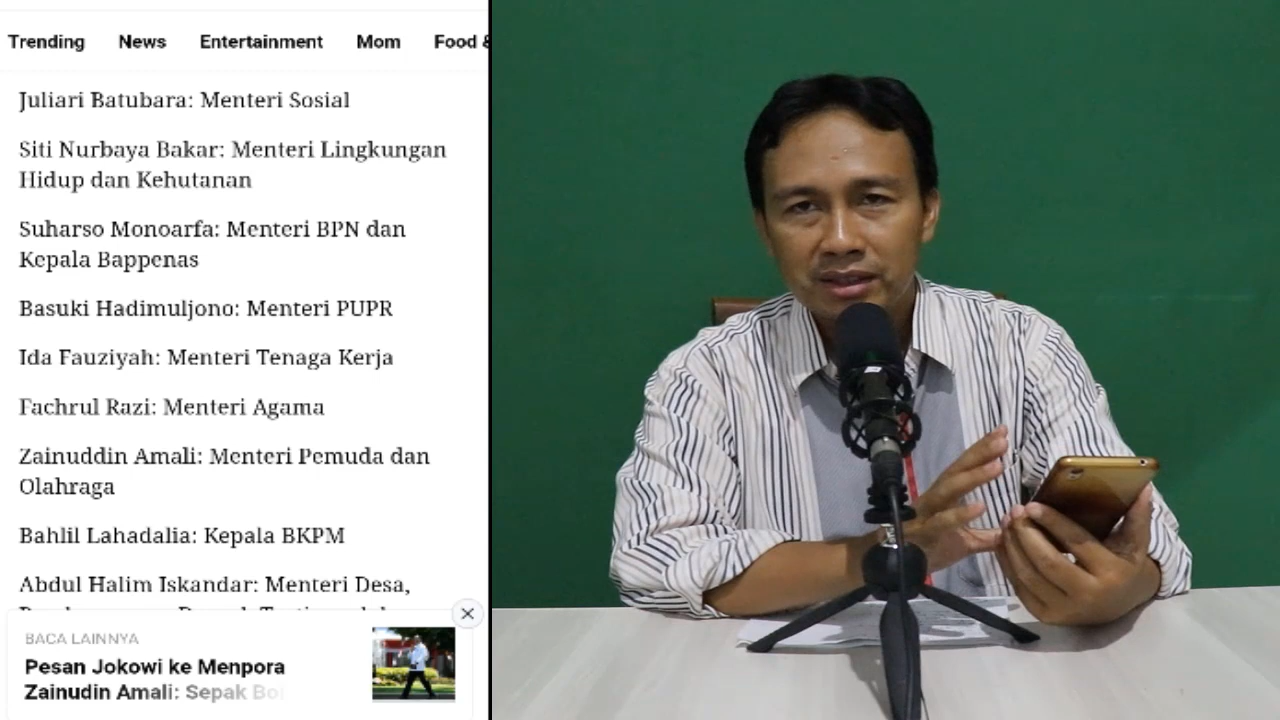 Trending News Entertainment Mom Food &
Juliari Batubara: Menteri Sosial
Siti Nurbaya Bakar: Menteri Lingkungan
Hidup dan Kehutanan
Suharso Monoarfa: Menteri BPN dan
Kepala Bappenas
Basuki Hadimuljono: Menteri PUPR
Ida Fauziyah: Menteri Tenaga Kerja
Fachrul Razi: Menteri Agama
Zainuddin Amali: Menteri Pemuda dan
Olahraga
Bahlil Lahadalia: Kepala BKPM
Abdul Halim Iskandar: Menteri Desa,
BACA LAINNYA
Pesan Jokowi ke Menpora
Zainudin Amali: Sepak Bol